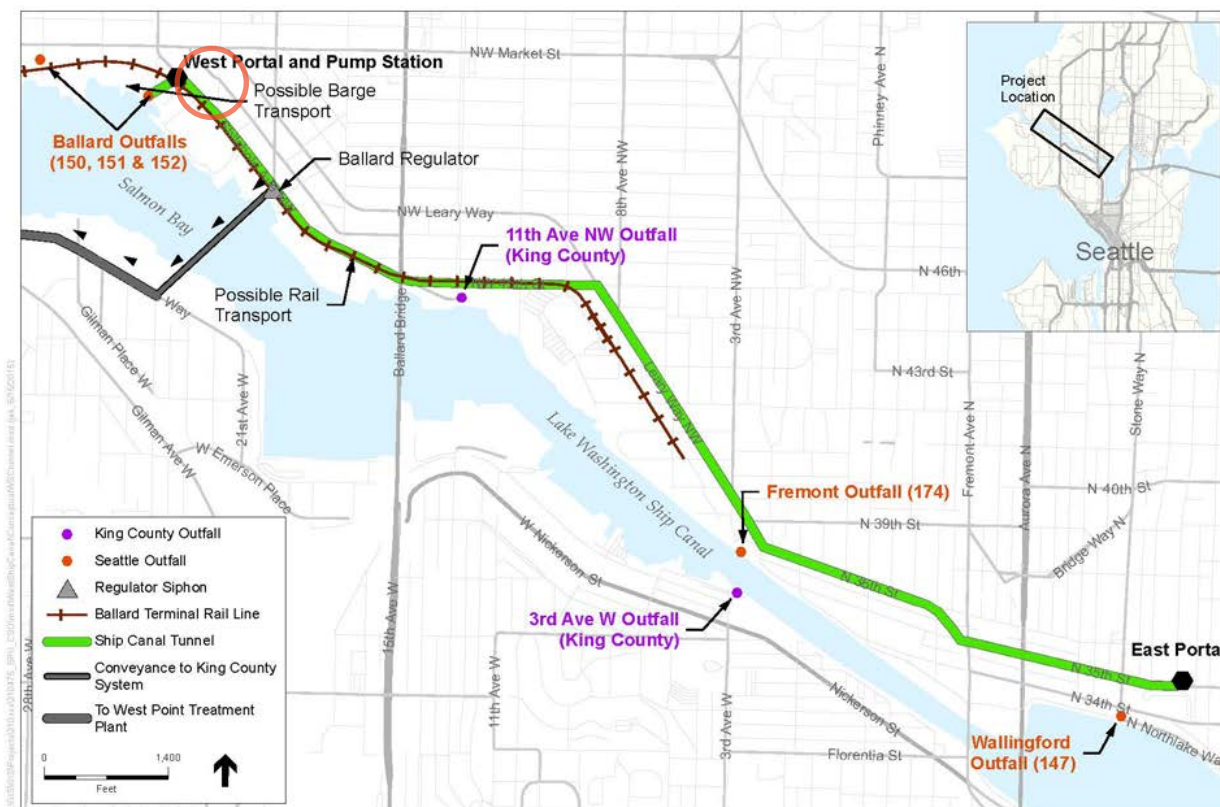 NW Market St
West Portal and Pump Station
Possible Barge
Transport
Ballard Outfalls
(150, 151 & 152)
Salmon Bay
Ballard Regulator
NW Leary Way
8th Ave NW
Phinney Ave N
Project
Location
Seattle
11th Ave NW Outfall
(King County)
3rd Ave NW
N 46th
Possible Rail
Transport
Way
Ballard Bridge
Gilman Place W
Gilman Ave W
21st Ave W
W Emerson Place
N 43rd St
Leary Way NW
Fremont Ave N
Aurora Ave N
Stone Way N
Lake Washington Ship Canal
Fremont Outfall (174)
N 40th St
N 39th St
Bridge Way N
W Nickerson St
N 36th St
3rd Ave W Outfall
(King County)
15th Ave W
28th Ave W
11th Ave W
3rd Ave W
Nickerson St
Florentia St
East Porta
N 35th St
N 34th St
N Northlake Wa
Wallingford
Outfall (147)
King County Outfall
Seattle Outfall
Regulator Siphon
Ballard Terminal Rail Line
Ship Canal Tunnel
Conveyance to King County
System
To West Point Treatment
Plant
0 1,400
Feet